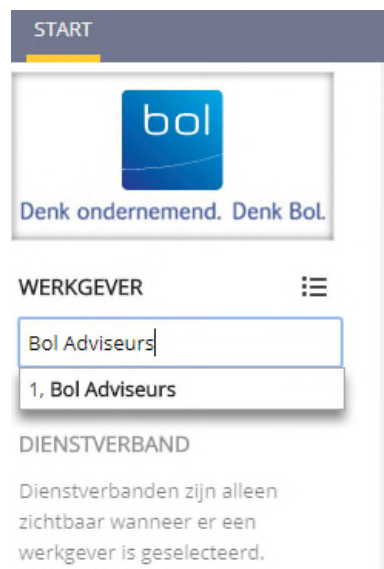 START
bol
Denk ondernemend. Denk Bol.
WERKGEVER
Bol Adviseurs
1, Bol Adviseurs
DIENSTVERBAND
Dienstverbanden zijn alleen
zichtbaar wanneer er een
werkgever is geselecteerd.